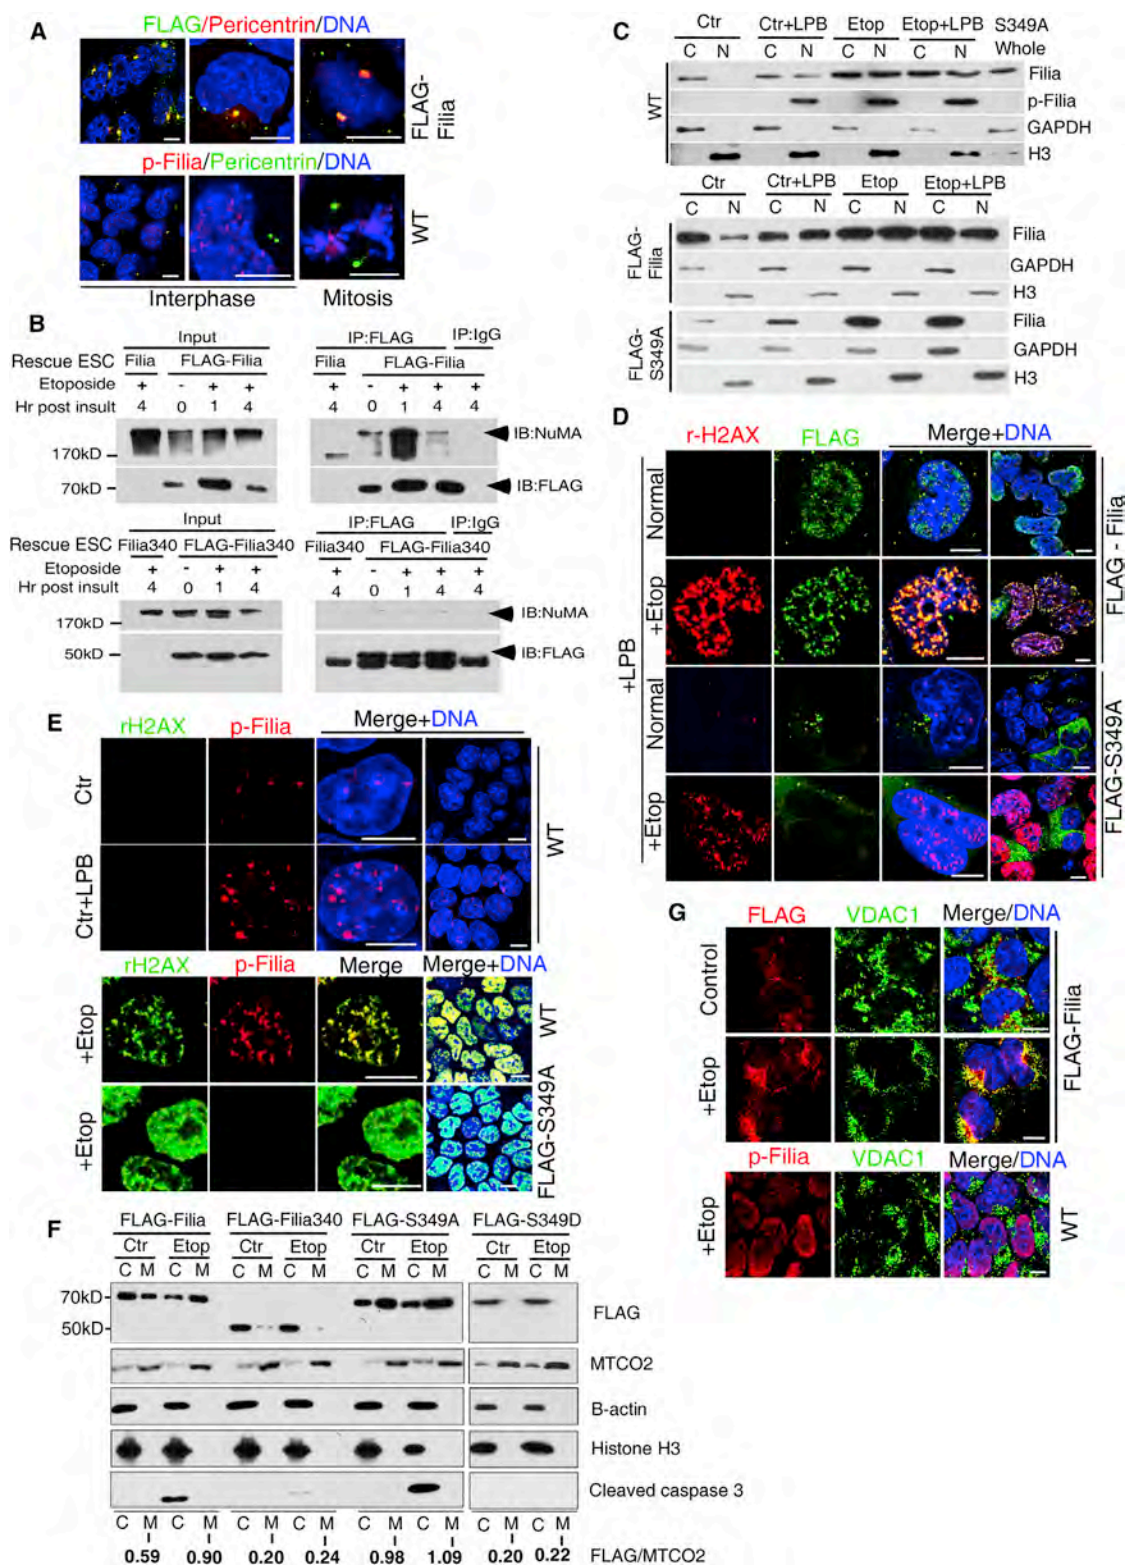 A
FLAG/Pericentrin/DNA
FLAG-
Filia
p-Filia/Pericentrin/DNA
WT
Interphase Mitosis
B
Input IP:FLAG IP:IgG
Rescue ESC Filia FLAG-Filia Filia FLAG-Filia
Etoposide + - + + + - + + +
Hr post insult 4 0 1 4 4 0 1 4 4
IB:NuMA
170kD
70kD IB:FLAG
Input IP:FLAG IP:IgG
Rescue ESC Filia340 FLAG-Filia340 Filia340 FLAG-Filia340
Etoposide + - + + + - + + +
Hr post insult 4 0 1 4 4 0 1 4 4
IB:NuMA
170kD
50kD IB:FLAG
C
Ctr Ctr+LPB Etop Etop+LPB S349A
C N C N C N C N Whole
WT
Filia
p-Filia
GAPDH
H3
Ctr Ctr+LPB Etop Etop+LPB
C N C N C N C N
FLAG-
Filia
Filia
GAPDH
H3
FLAG-
S349A
Filia
GAPDH
H3
D
r-H2AX FLAG Merge+DNA
+LPB
Normal
+Etop
FLAG - Filia
Normal
+Etop
FLAG-S349A
E
rH2AX p-Filia Merge+DNA
Ctr
Ctr+LPB
WT
rH2AX p-Filia Merge Merge+DNA
+Etop
WT
+Etop
FLAG-S349A
F
FLAG-Filia FLAG-Filia340 FLAG-S349A FLAG-S349D
Ctr Etop Ctr Etop Ctr Etop Ctr Etop
C M C M C M C M C M C M C M C M
70kD
50kD
FLAG
MTCO2
B-actin
Histone H3
Cleaved caspase 3
C M C M C M C M C M C M C M C M
0.59 0.90 0.20 0.24 0.98 1.09 0.20 0.22 FLAG/MTCO2
G
FLAG VDAC1 Merge/DNA
Control
+Etop
FLAG-Filia
p-Filia VDAC1 Merge/DNA
+Etop
WT